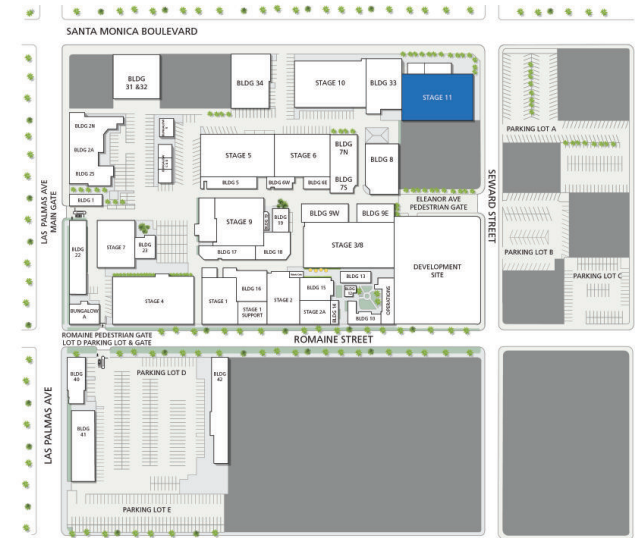 SANTA MONICA BOULEVARD
BLDG
31 &32
BLDG 34
STAGE 10
BLDG 33
STAGE 11
BLDG 2N
BLDG 2A
BLDG 2S
BLDG 1
STAGE 5
STAGE 6
BLDG
7N
BLDG
7S
BLDG 8
BLDG 5
BLDG 6W
BLDG 6E
PARKING LOT A
LAS PALMAS AVE
MAIN GATE
SEWARD STREET
ELEANOR AVE
PEDESTRIAN GATE
BLDG
22
STAGE 7
BLDG
23
STAGE 9
BLDG
19
BLDG 17
BLDG 18
BLDG 9W
BLDG 9E
STAGE 3/8
DEVELOPMENT
SITE
PARKING LOT B
PARKING LOT C
BUNGALOW
A
STAGE 4
STAGE 1
BLDG 16
STAGE 1
SUPPORT
STAGE 2
BLDG 15
STAGE 2A
BLDG 14
BLDG 13
BLDG 10
OPERATIONS
ROMAINE PEDESTRIAN GATE
LOT D PARKING LOT & GATE
ROMAINE STREET
LAS PALMAS AVE
BLDG
40
BLDG
41
PARKING LOT D
BLDG
42
PARKING LOT E